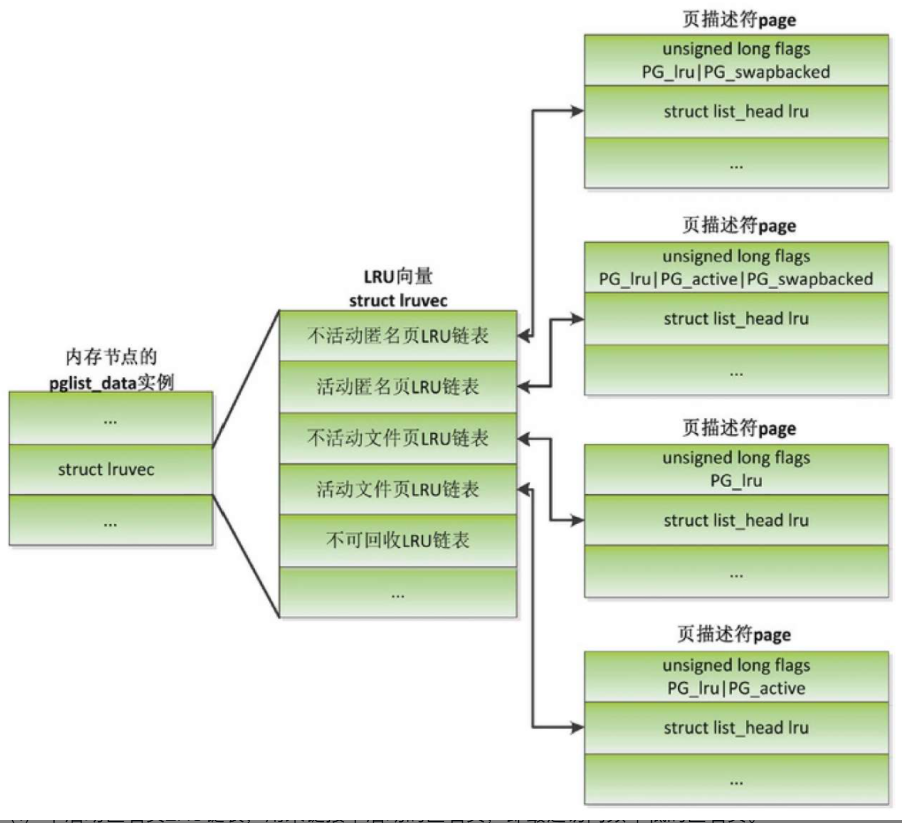 页描述符page
unsigned long flags
PG_lru|PG_swapbacked
struct list_head lru
...
页描述符page
unsigned long flags
PG_lru|PG_active|PG_swapbacked
struct list_head lru
...
LRU向量
struct lruvec
不活动匿名页LRU链表
活动匿名页LRU链表
不活动文件页LRU链表
活动文件页LRU链表
不可回收LRU链表
...
内存节点的
pglist_data实例
...
struct lruvec
...
页描述符page
unsigned long flags
PG_lru
struct list_head lru
...
页描述符page
unsigned long flags
PG_lru|PG_active
struct list_head lru
...